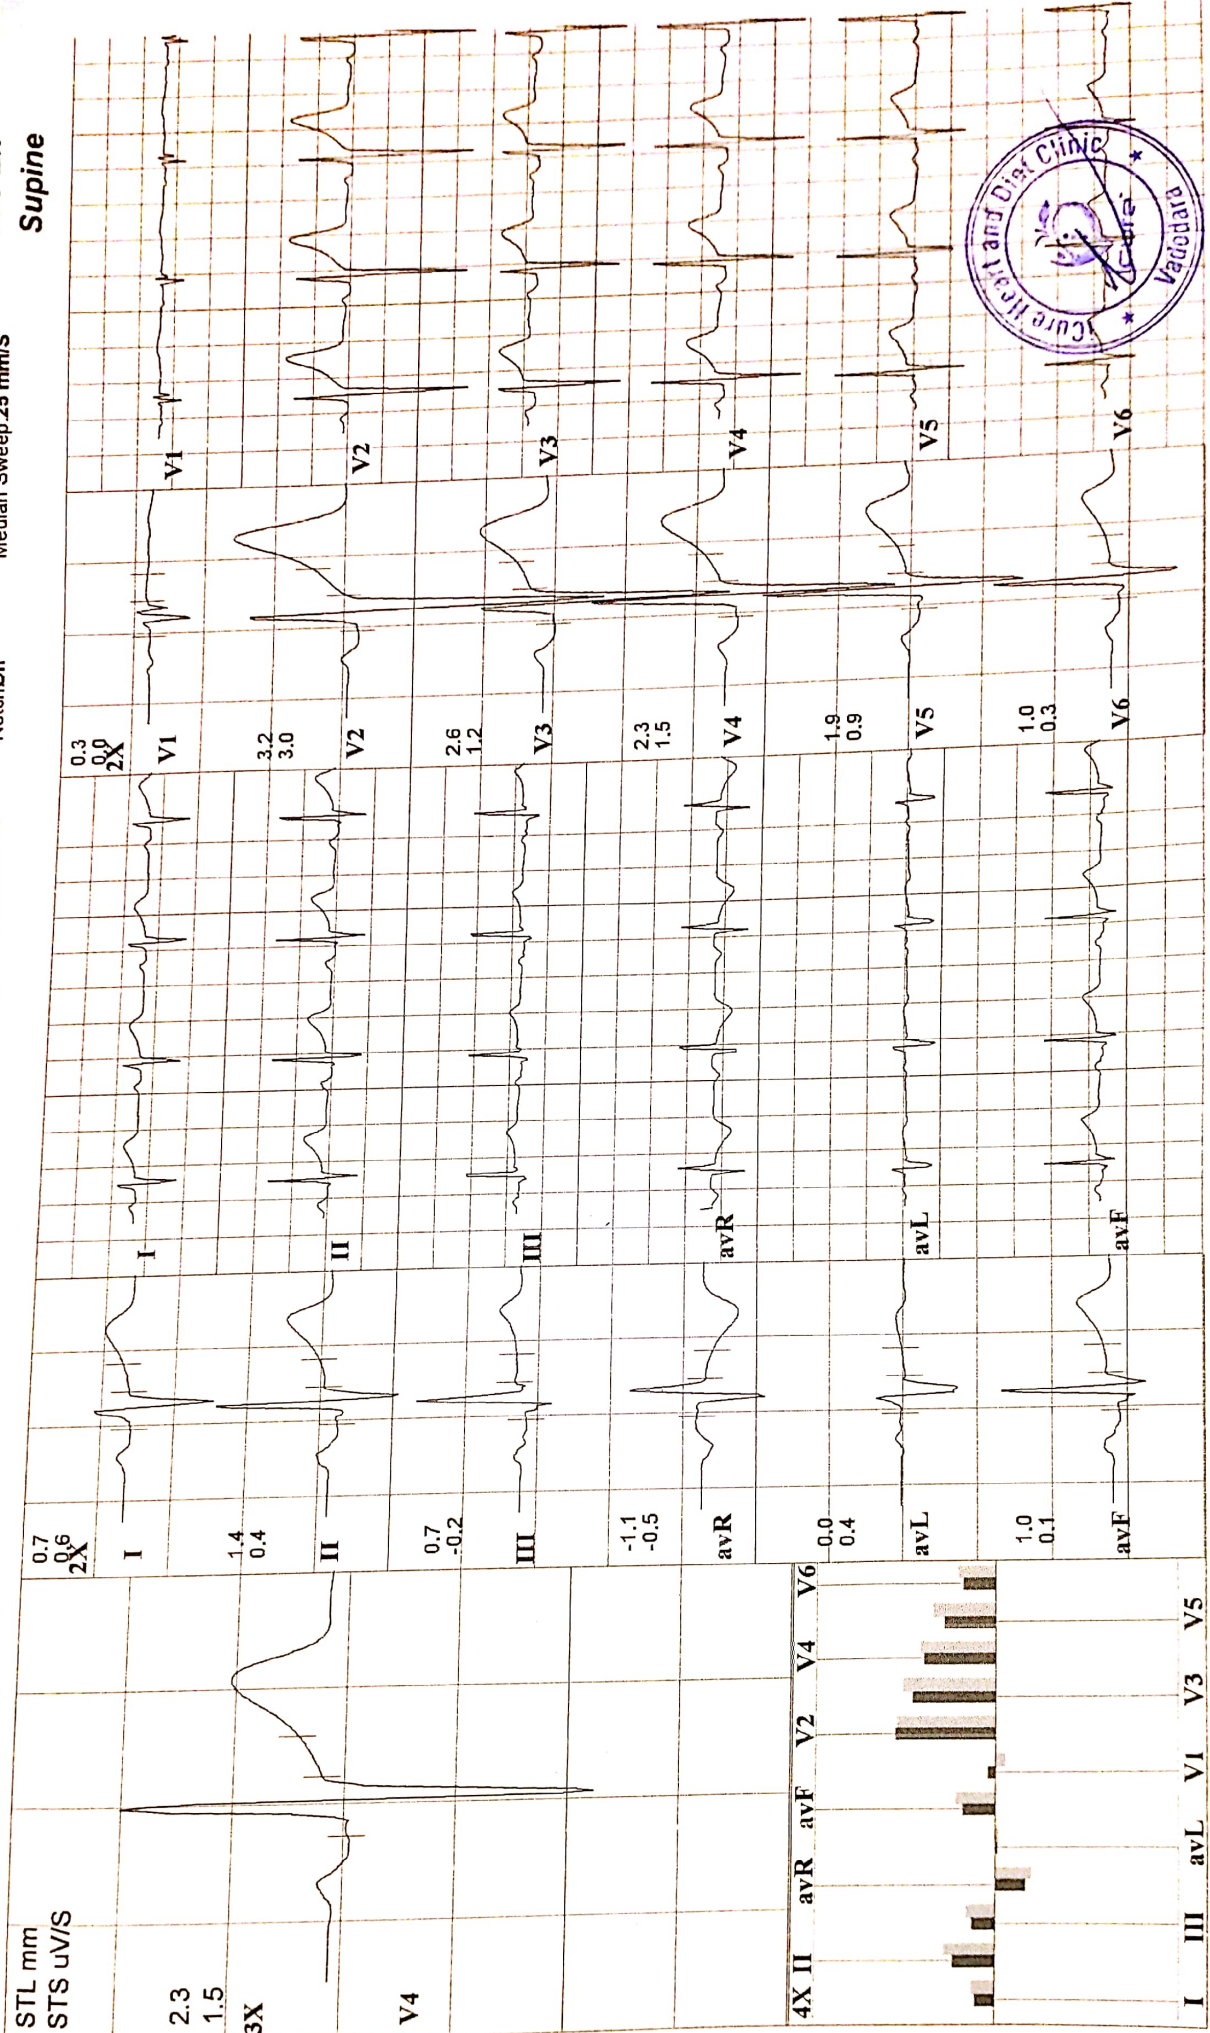 Median Sweep:25 mm/s
Supine
STL mm
STS uV/S
2.3
1.5
3X
V4
0.7
0.6
2X
I
1.4
0.4
II
0.7
-0.2
III
-1.1
-0.5
avR
0.0
0.4
avL
1.0
0.1
avF
I
II
III
avR
avL
avF
0.3
0.0
2X
V1
3.2
3.0
V2
2.6
1.2
V3
2.3
1.5
V4
1.9
0.9
V5
1.0
0.3
V6
V1
V2
V3
V4
V5
V6
4X II avR avF V2 V4 V6
I III avL V1 V3 V5
iCure Heart and Diet Clinic
Vadodara